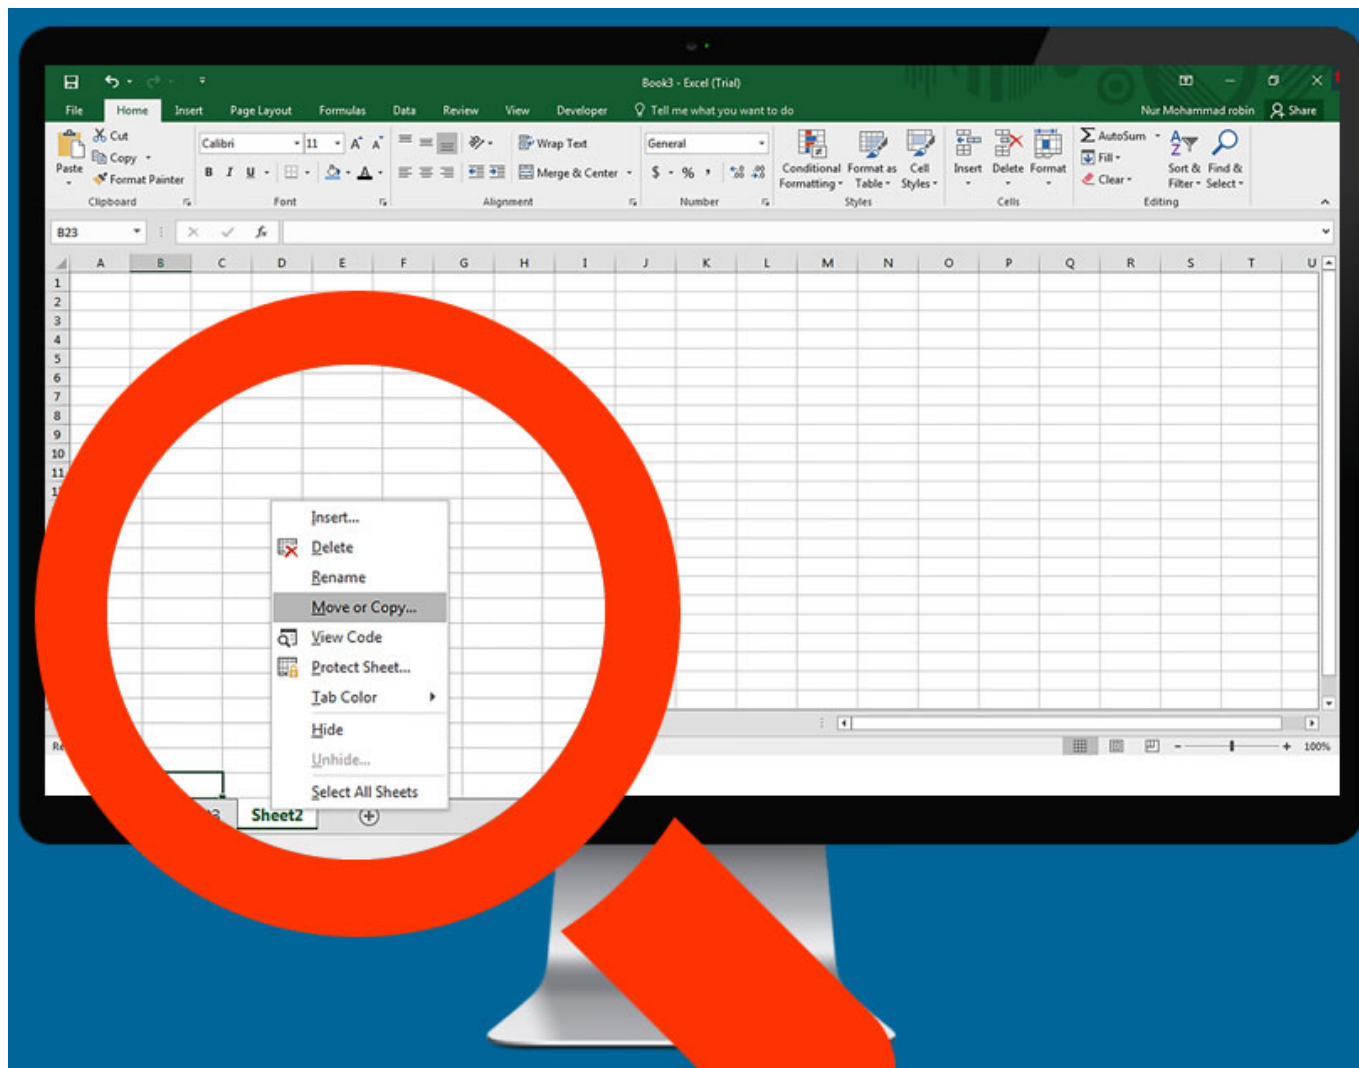 Book3 - Excel (Trial)
File Home Insert Page Layout Formulas Data Review View Developer Tell me what you want to do Nur Mohammad robin Share
Paste
Cut
Copy
Format Painter
Clipboard
Calibri 11
B I U
Font
Wrap Text
Merge & Center
Alignment
General
$ % ,
Number
Conditional Formatting
Format as Table
Cell Styles
Styles
Insert Delete Format
Cells
AutoSum
Fill
Clear
Sort & Filter
Find & Select
Editing
B23 fx
A B C D E F G H I J K L M N O P Q R S T U
1
2
3
4
5
6
7
8
9
10
11
Insert...
Delete
Rename
Move or Copy...
View Code
Protect Sheet...
Tab Color
Hide
Unhide...
Select All Sheets
Sheet2
100%